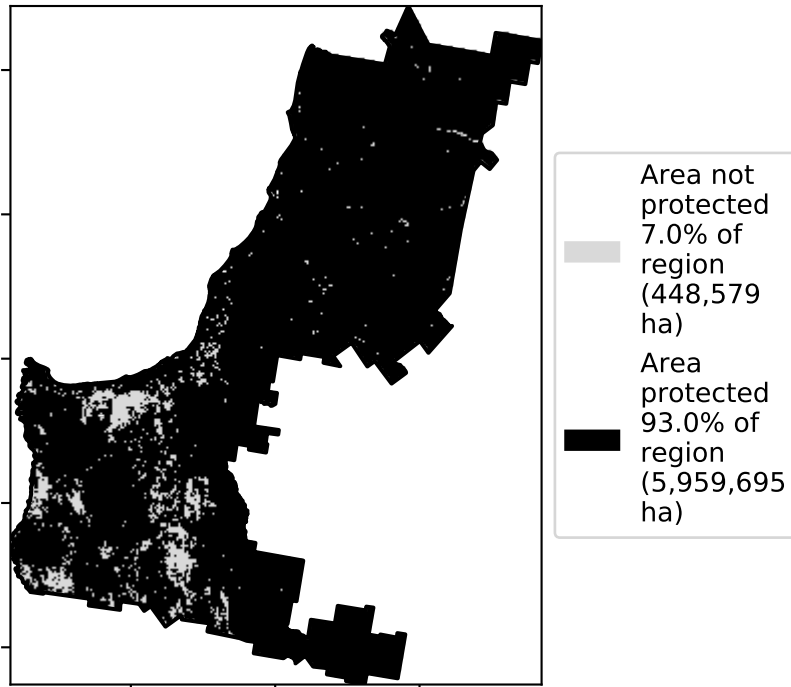 Area not
protected
7.0% of
region
(448,579
ha)
Area
protected
93.0% of
region
(5,959,695
ha)